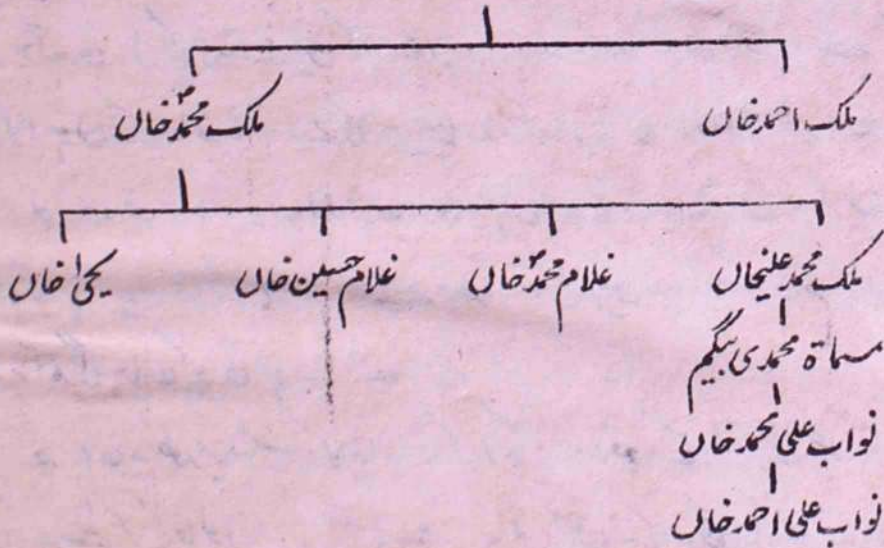 ملک احمد خاں ملک محمدؐ خاں
ملک محمد علیخاں غلام محمدؐ خاں غلام حسین خاں یحیٰ خاں
مسماۃ محمدی بیگم
نواب علی محمد خاں
نواب علی احمد خاں